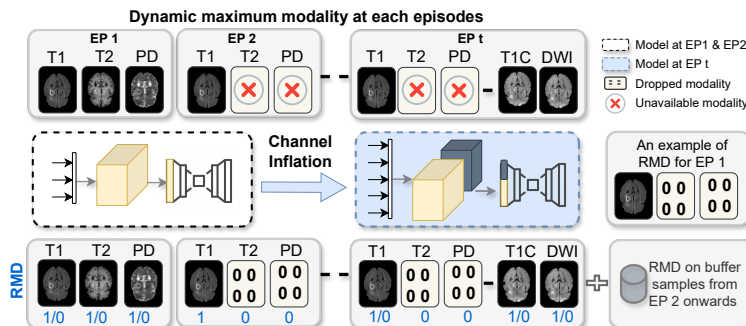 Dynamic maximum modality at each episodes
EP 1
T1 T2 PD
EP 2
T1 T2 PD
EP t
T1 T2 PD T1C DWI
Model at EP1 & EP2
Model at EP t
Dropped modality
Unavailable modality
Channel
Inflation
An example of
RMD for EP 1
0 0
0 0
0 0
0 0
RMD
T1 T2 PD
1/0 1/0 1/0
T1 T2 PD
0 0
0 0
0 0
0 0
1 0 0
T1 T2 PD T1C DWI
0 0
0 0
0 0
0 0
1/0 0 0 1/0 1/0
RMD on buffer
samples from
EP 2 onwards